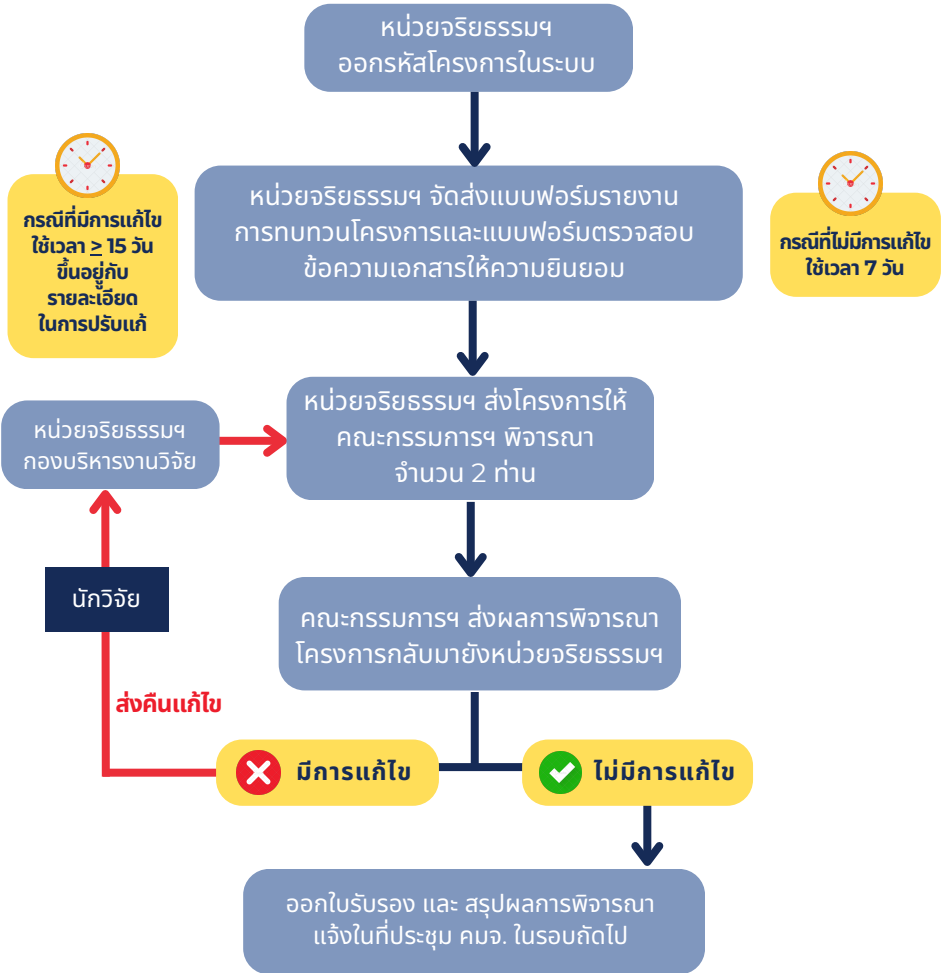 หน่วยจริยธรรมฯ
ออกรหัสโครงการในระบบ
กรณีที่มีการแก้ไข
ใช้เวลา ≥ 15 วัน
ขึ้นอยู่กับ
รายละเอียด
ในการปรับแก้
หน่วยจริยธรรมฯ จัดส่งแบบฟอร์มรายงาน
การทบทวนโครงการและแบบฟอร์มตรวจสอบ
ข้อความเอกสารให้ความยินยอม
กรณีที่ไม่มีการแก้ไข
ใช้เวลา 7 วัน
หน่วยจริยธรรมฯ
กองบริหารงานวิจัย
หน่วยจริยธรรมฯ ส่งโครงการให้
คณะกรรมการฯ พิจารณา
จำนวน 2 ท่าน
นักวิจัย
คณะกรรมการฯ ส่งผลการพิจารณา
โครงการกลับมายังหน่วยจริยธรรมฯ
ส่งคืนแก้ไข
มีการแก้ไข
ไม่มีการแก้ไข
ออกใบรับรอง และ สรุปผลการพิจารณา
แจ้งในที่ประชุม คมจ. ในรอบถัดไป